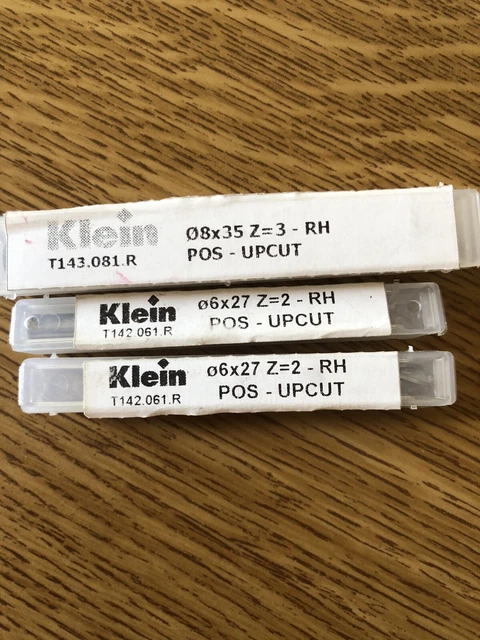 Klein
Ø8x35 Z=3 - RH
T143.081.R
POS - UPCUT
Klein
ø6x27 Z=2 - RH
T142.061.R
POS - UPCUT
Klein
ø6x27 Z=2 - RH
T142.061.R
POS - UPCUT